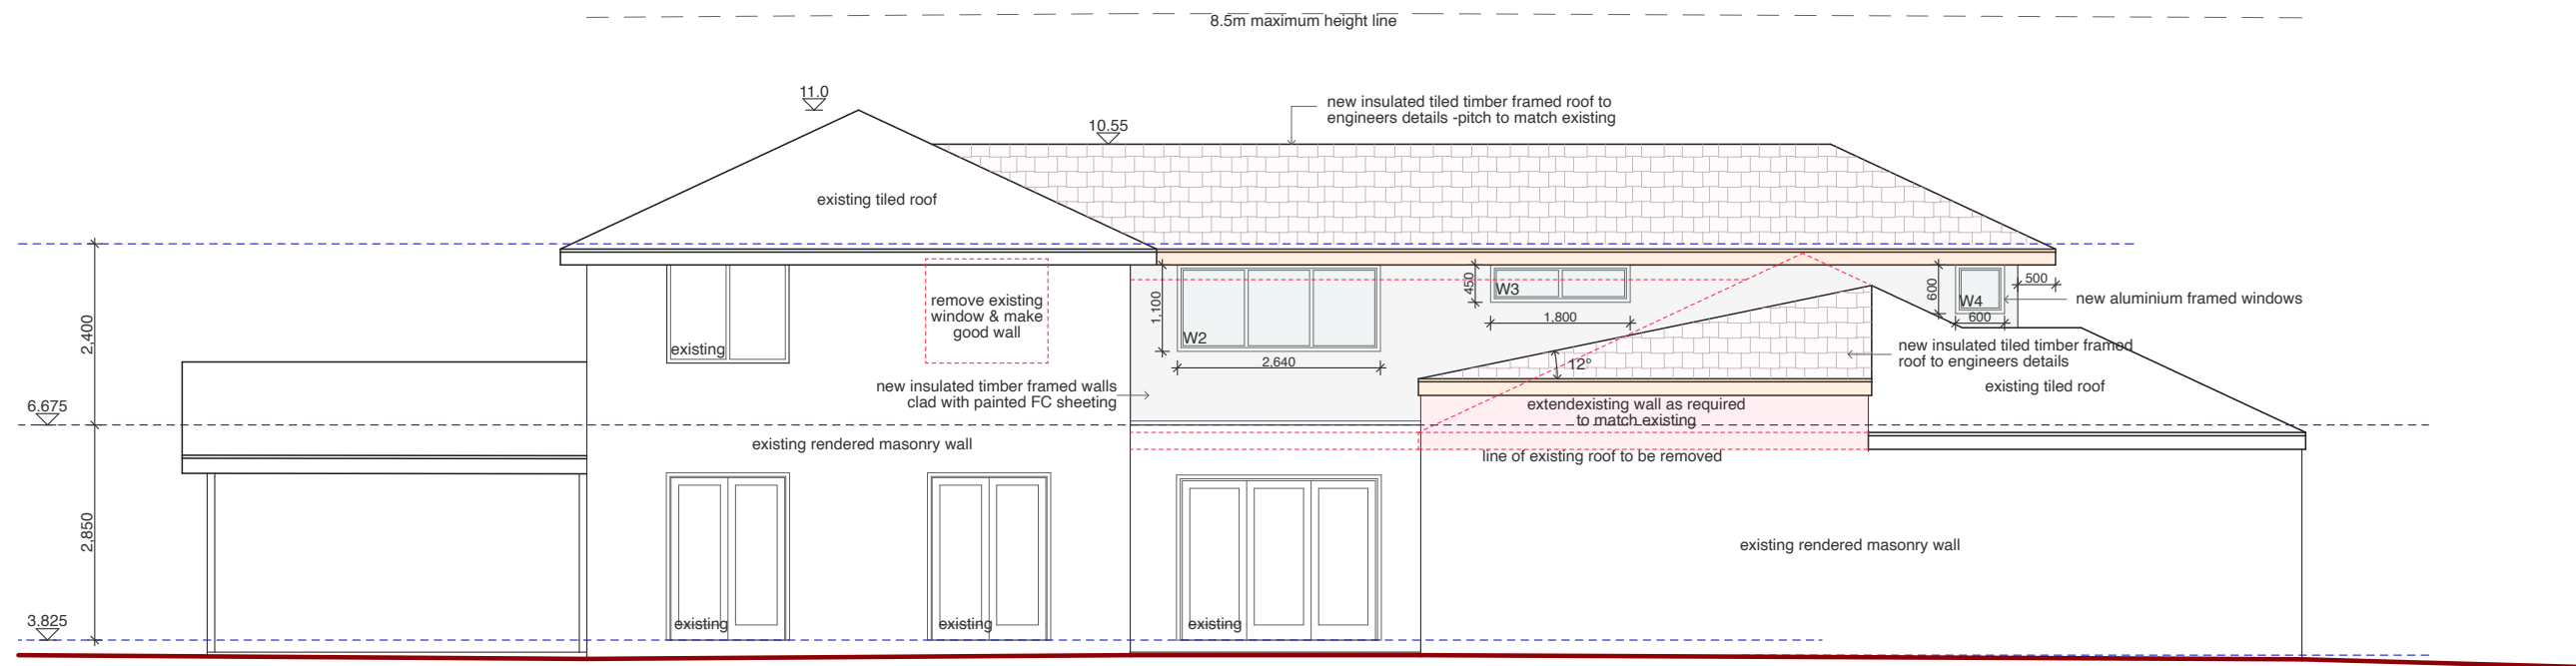 8.5m maximum height line
11.0
10.55
new insulated tiled timber framed roof to
engineers details -pitch to match existing
existing tiled roof
remove existing
window & make
good wall
existing
2,400
1,100
W2
2,640
450
W3
1,800
600
W4
600
500
new aluminium framed windows
new insulated tiled timber framed
roof to engineers details
existing tiled roof
12°
new insulated timber framed walls
clad with painted FC sheeting
extendexisting wall as required
to match existing
6.675
existing rendered masonry wall
line of existing roof to be removed
2,850
existing rendered masonry wall
3.825
existing
existing
existing